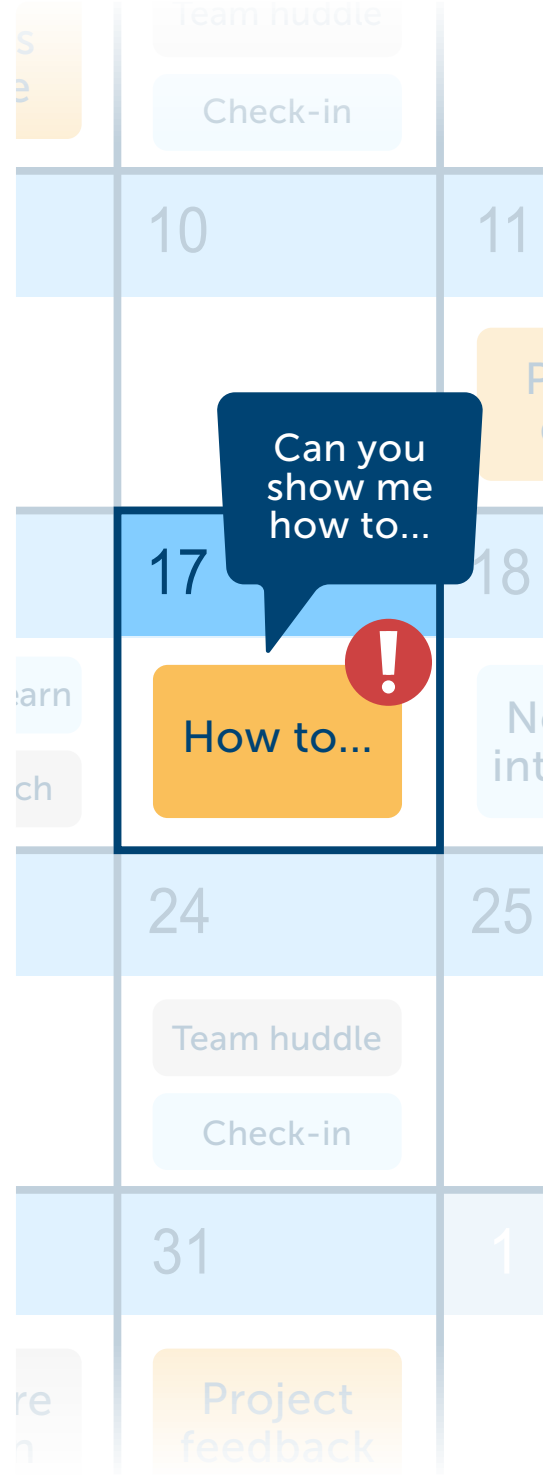 Team huddle
Check-in
10
11
Can you
show me
how to...
17
18
How to...
24
25
Team huddle
Check-in
31
1
Project
feedback